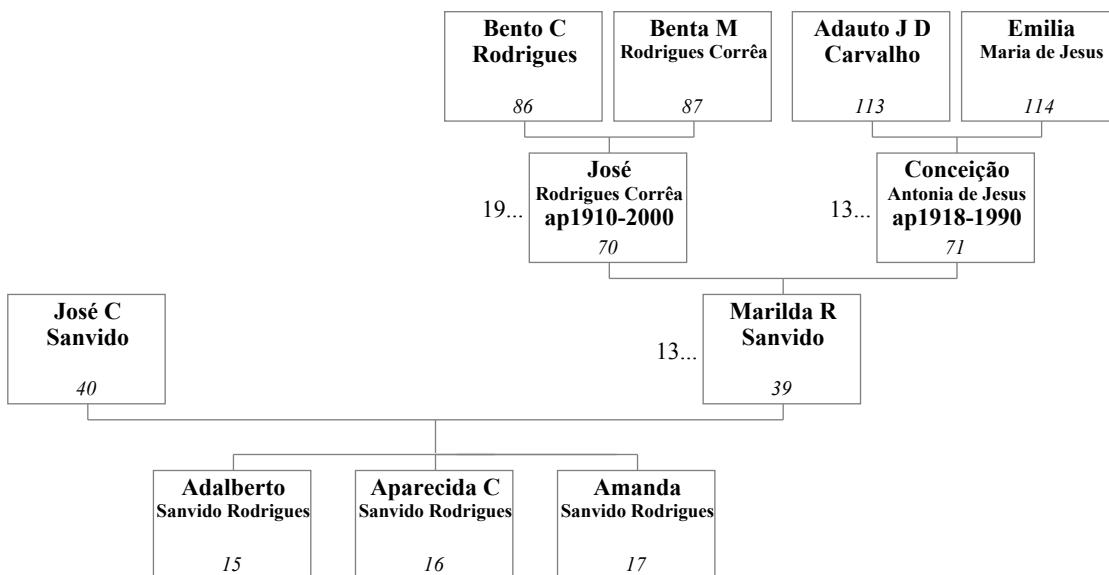 Bento C
Rodrigues
86
Benta M
Rodrigues Corrêa
87
Adauto J D
Carvalho
113
Emilia
Maria de Jesus
114
19...
José
Rodrigues Corrêa
ap1910-2000
70
13...
Conceição
Antonia de Jesus
ap1918-1990
71
José C
Sanvido
40
13...
Marilda R
Sanvido
39
Adalberto
Sanvido Rodrigues
15
Aparecida C
Sanvido Rodrigues
16
Amanda
Sanvido Rodrigues
17